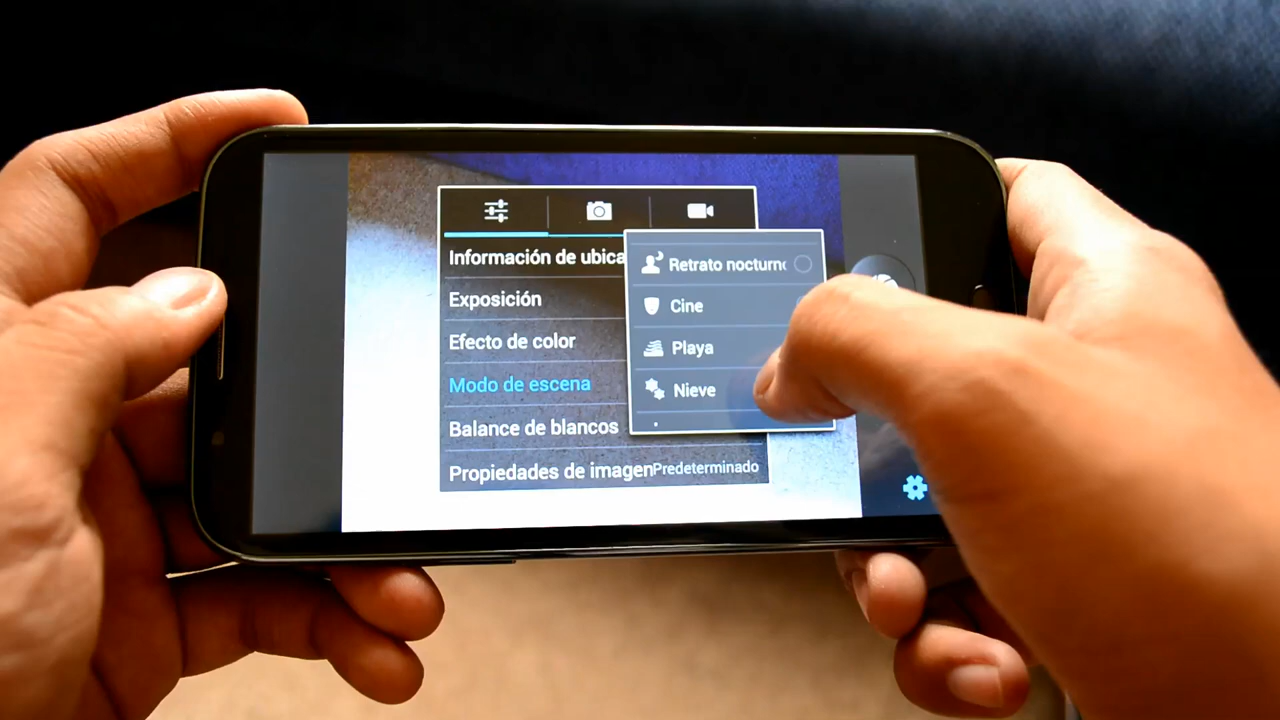 Información de ubica
Exposición
Efecto de color
Modo de escena
Balance de blancos
Propiedades de imagen Predeterminado
Retrato nocturno
Cine
Playa
Nieve